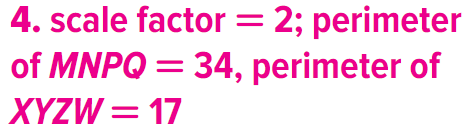 4. scale factor = 2; perimeter
of MNPQ = 34, perimeter of
XYZW = 17